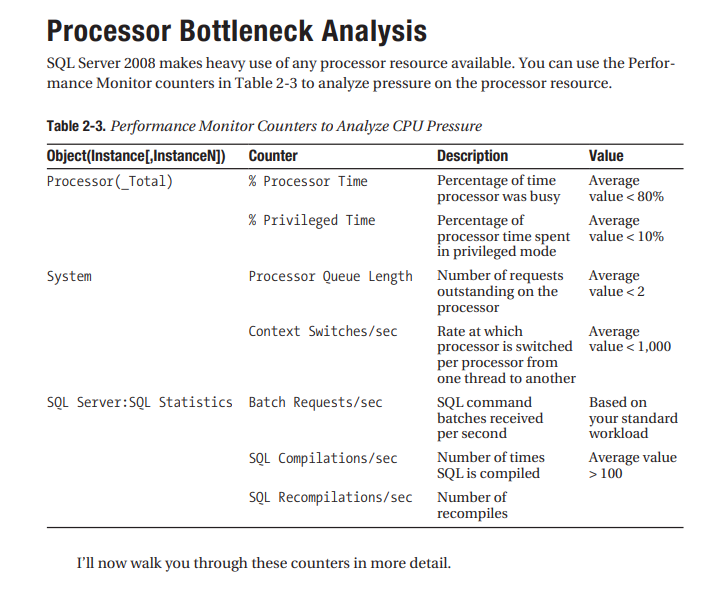 Processor Bottleneck Analysis
SQL Server 2008 makes heavy use of any processor resource available. You can use the Perfor-
mance Monitor counters in Table 2-3 to analyze pressure on the processor resource.
Table 2-3. Performance Monitor Counters to Analyze CPU Pressure
Object(Instance[,InstanceN]) Counter Description Value
Processor(_Total) % Processor Time Percentage of time Average
processor was busy value < 80%
% Privileged Time Percentage of Average
processor time spent value < 10%
in privileged mode
System Processor Queue Length Number of requests Average
outstanding on the value < 2
processor
Context Switches/sec Rate at which Average
processor is switched value < 1,000
per processor from
one thread to another
SQL Server:SQL Statistics Batch Requests/sec SQL command Based on
batches received your standard
per second workload
SQL Compilations/sec Number of times Average value
SQL is compiled > 100
SQL Recompilations/sec Number of
recompiles
I'll now walk you through these counters in more detail.